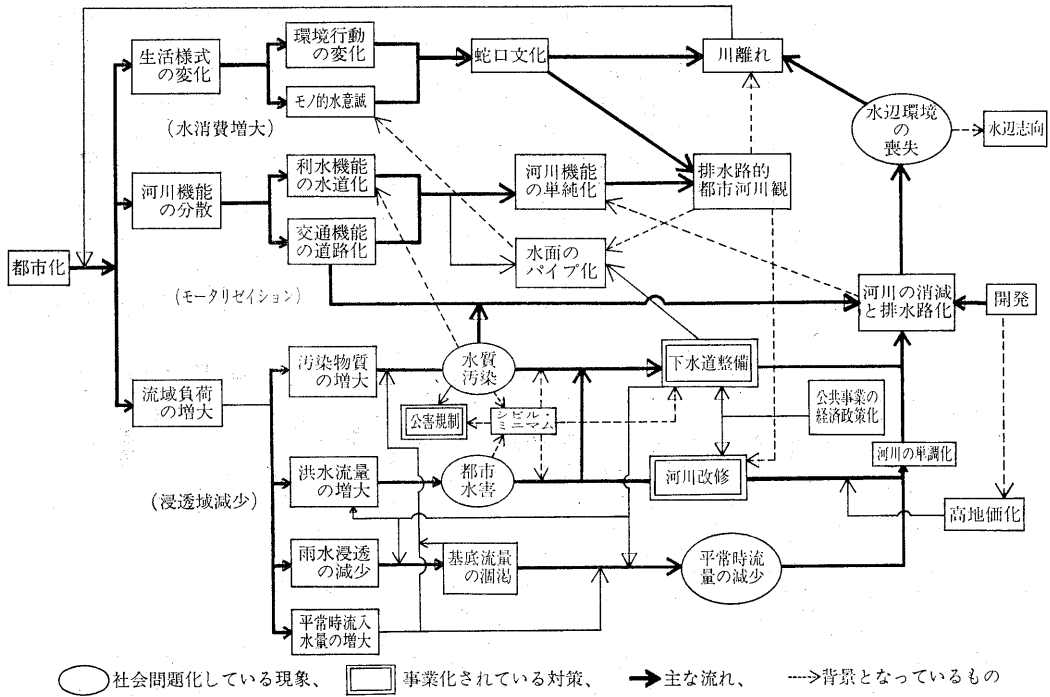 生活様式
の変化
環境行動
の変化
モノ的水意識
(水消費増大)
蛇口文化
川離れ
水辺環境
の
喪失
水辺志向
河川機能
の分散
利水機能
の水道化
交通機能
の道路化
河川機能
の単純化
排水路的
都市河川観
水面の
パイプ化
都市化
(モータリゼイション)
河川の消滅
と排水路化
開発
流域負荷
の増大
汚染物質
の増大
水質
汚染
下水道整備
公害規制
シビル・
ミニマム
公共事業の
経済政策化
洪水流量
の増大
都市
水害
河川改修
河川の単調化
(浸透域減少)
高地価化
雨水浸透
の減少
基底流量
の涸渇
平常時流
量の減少
平常時流入
水量の増大
社会問題化している現象、 事業化されている対策、 主な流れ、 背景となっているもの